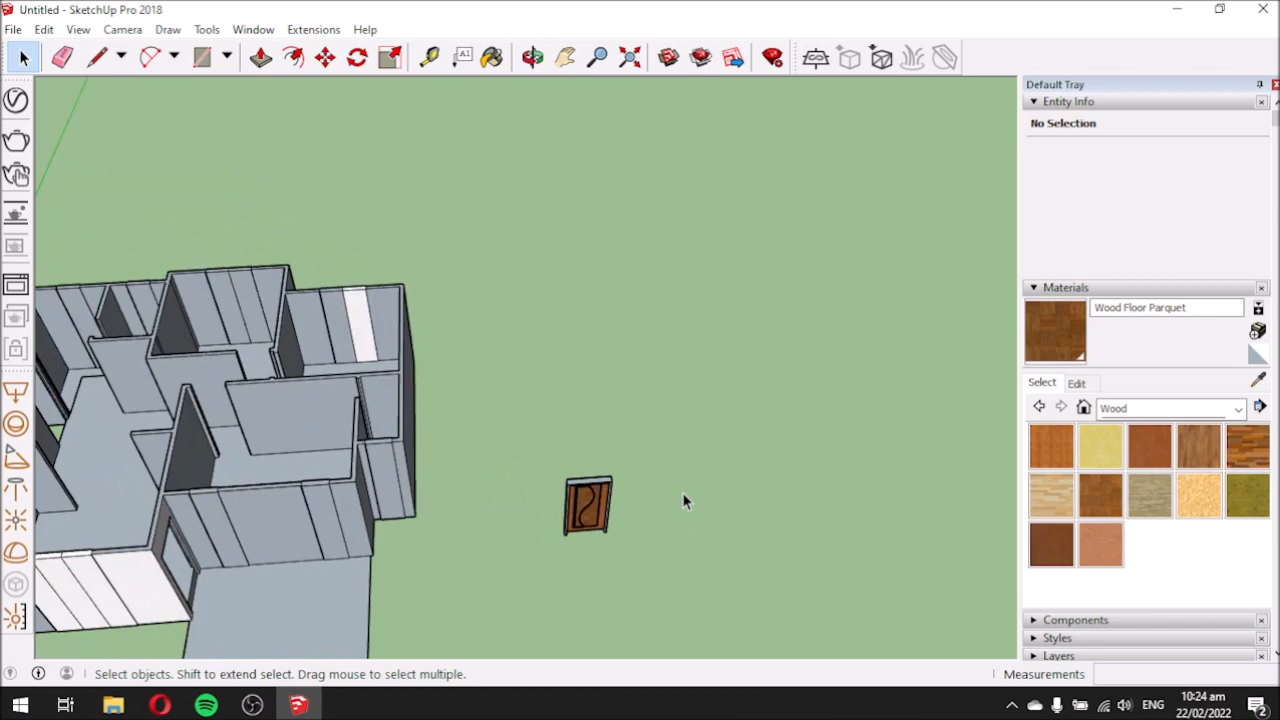 Untitled - SketchUp Pro 2018
File Edit View Camera Draw Tools Window Extensions Help
A1
Default Tray
Entity Info
No Selection
Materials
Wood Floor Parquet
Select Edit
Wood
Components
Styles
Layers
Select objects. Shift to extend select. Drag mouse to select multiple.
Measurements
ENG
10:24 am
22/02/2022
2